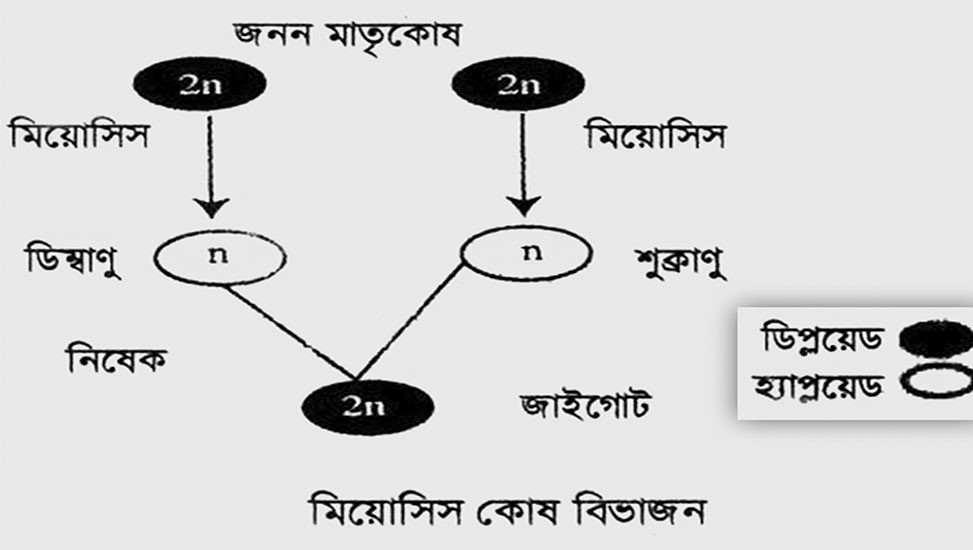 জনন মাতৃকোষ
2n 2n
মিয়োসিস মিয়োসিস
ডিম্বাণু n n শুক্রাণু
নিষেক
2n জাইগোট
ডিপ্লয়েড
হ্যাপ্লয়েড
মিয়োসিস কোষ বিভাজন